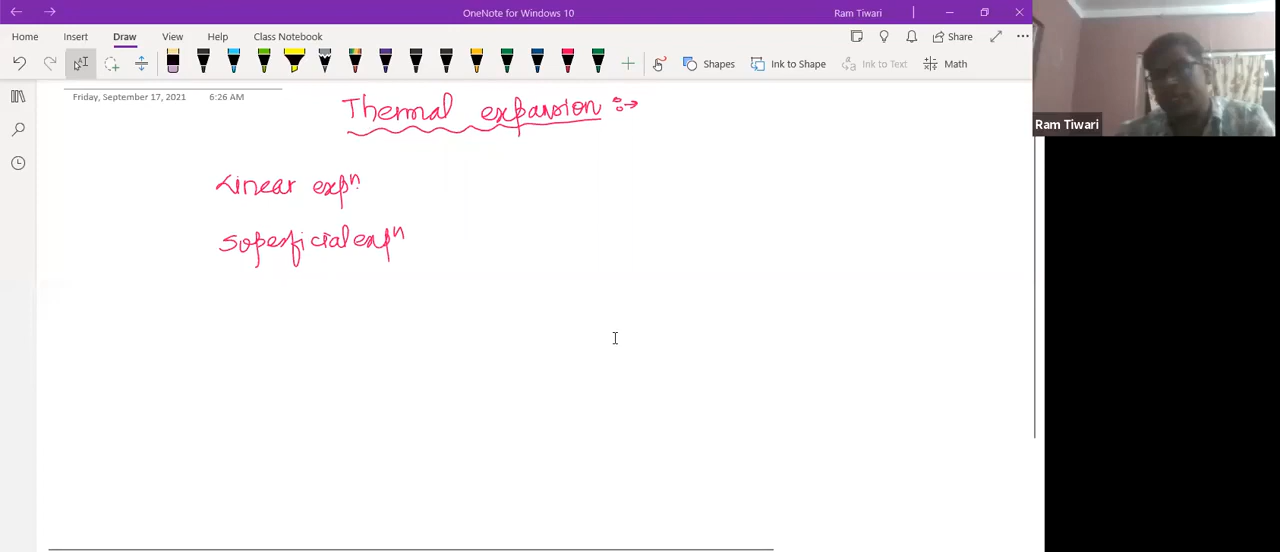 OneNote for Windows 10
Ram Tiwari
Home Insert Draw View Help Class Notebook
Share
Shapes Ink to Shape Ink to Text Math
Friday, September 17, 2021 6:26 AM
Thermal expansion :→
Linear expⁿ
Soperficial expⁿ
Ram Tiwari